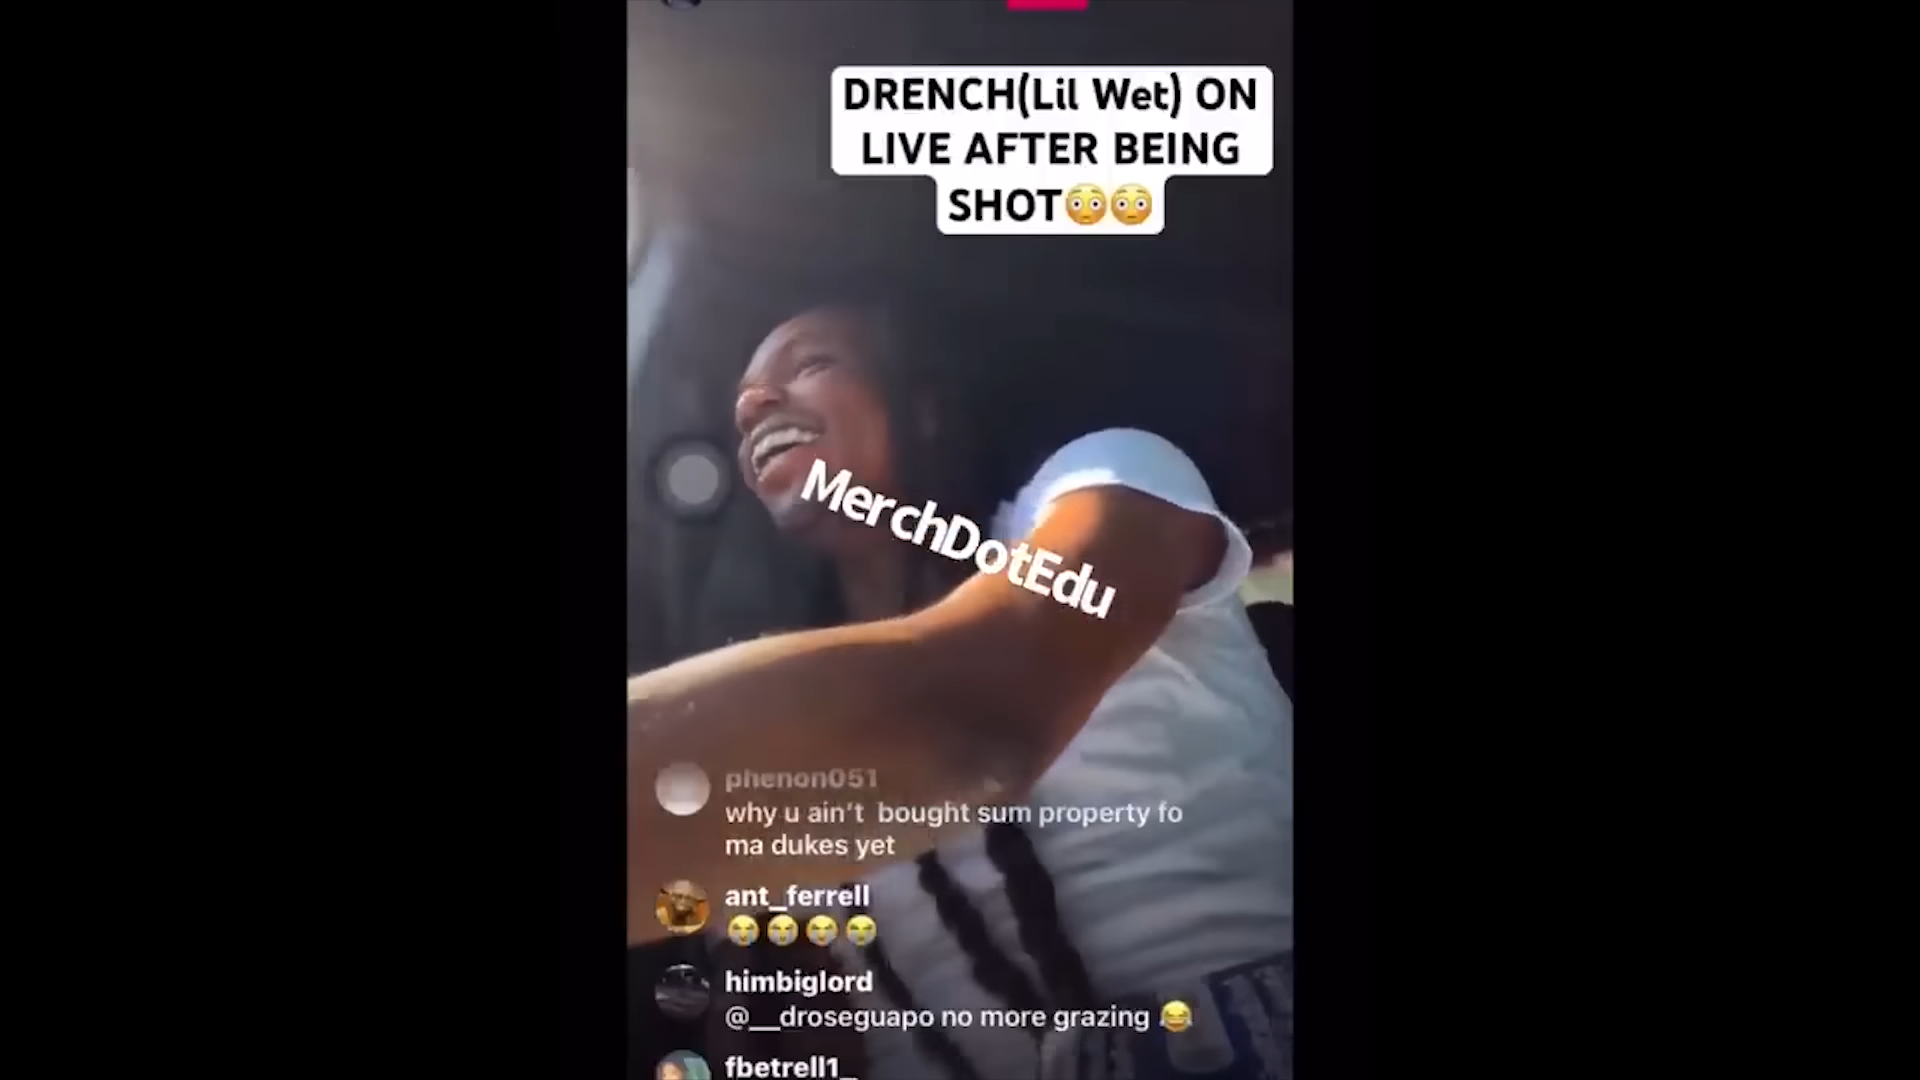 DRENCH(Lil Wet) ON
LIVE AFTER BEING
SHOT😳😳
MerchDotEdu
phenon051
why u ain't bought sum property fo
ma dukes yet
ant_ferrell
😭😭😭😭
himbiglord
@__droseguapo no more grazing 😂
fbetrell1_